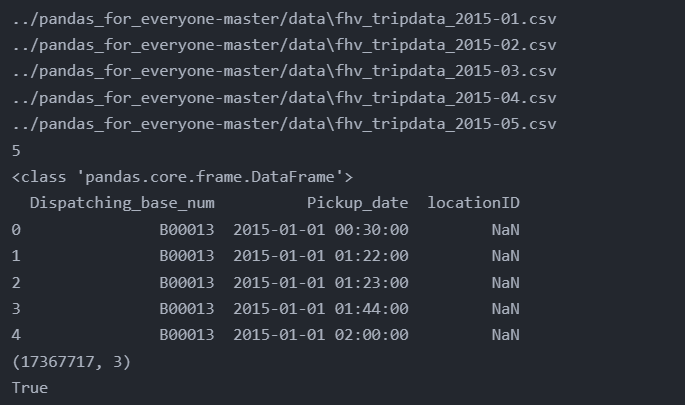 ../pandas_for_everyone-master/data\fhv_tripdata_2015-01.csv
../pandas_for_everyone-master/data\fhv_tripdata_2015-02.csv
../pandas_for_everyone-master/data\fhv_tripdata_2015-03.csv
../pandas_for_everyone-master/data\fhv_tripdata_2015-04.csv
../pandas_for_everyone-master/data\fhv_tripdata_2015-05.csv
5
<class 'pandas.core.frame.DataFrame'>
  Dispatching_base_num          Pickup_date  locationID
0               B00013  2015-01-01 00:30:00         NaN
1               B00013  2015-01-01 01:22:00         NaN
2               B00013  2015-01-01 01:23:00         NaN
3               B00013  2015-01-01 01:44:00         NaN
4               B00013  2015-01-01 02:00:00         NaN
(17367717, 3)
True